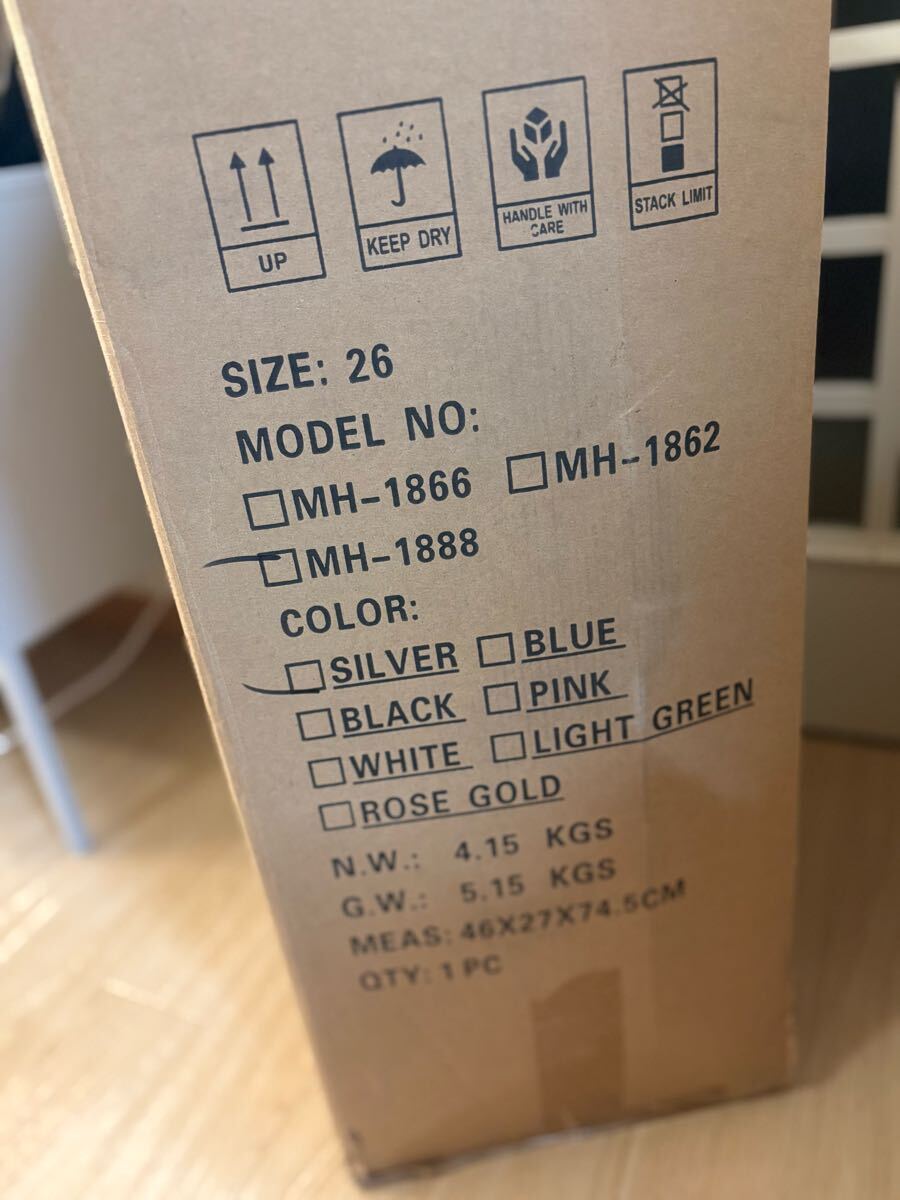 UP
KEEP DRY
HANDLE WITH
CARE
STACK LIMIT
SIZE: 26
MODEL NO:
□MH-1866 □MH-1862
□MH-1888
COLOR:
□SILVER □BLUE
□BLACK □PINK
□WHITE □LIGHT GREEN
□ROSE GOLD
N.W.: 4.15 KGS
G.W.: 5.15 KGS
MEAS: 46X27X74.5CM
QTY: 1 PC